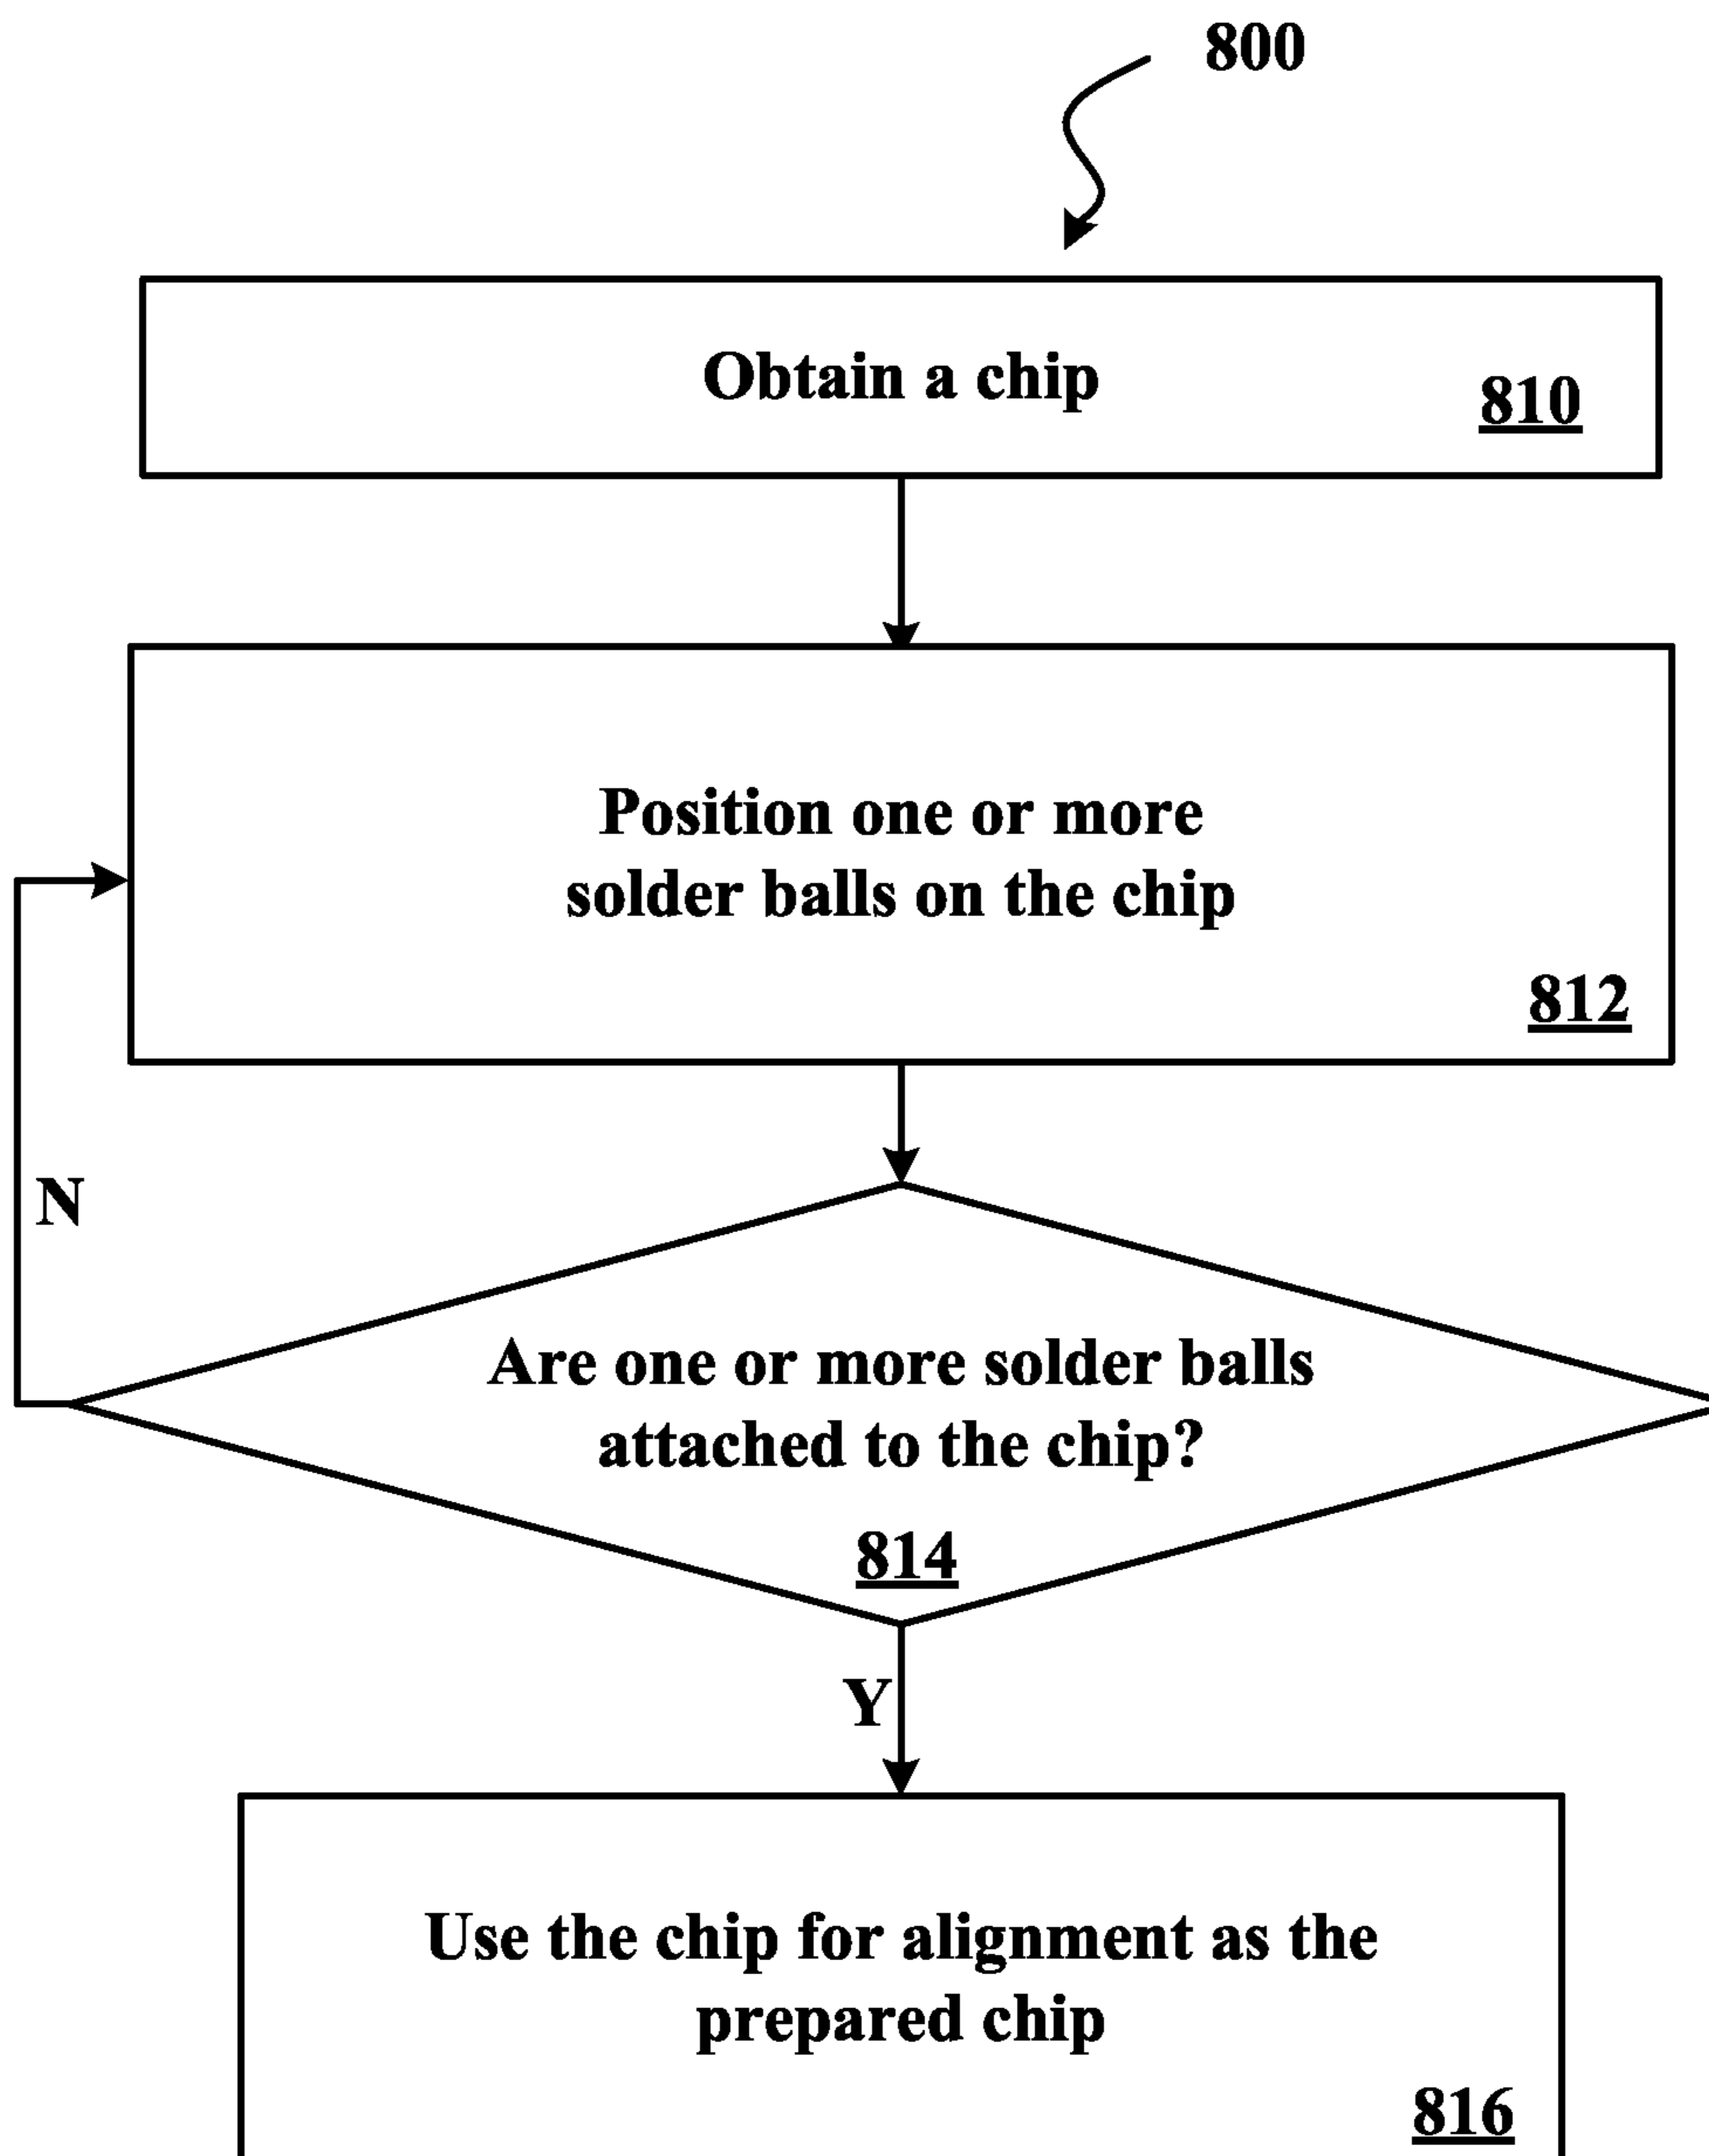 800
Obtain a chip
810
Position one or more
solder balls on the chip
812
N
Are one or more solder balls
attached to the chip?
814
Y
Use the chip for alignment as the
prepared chip
816